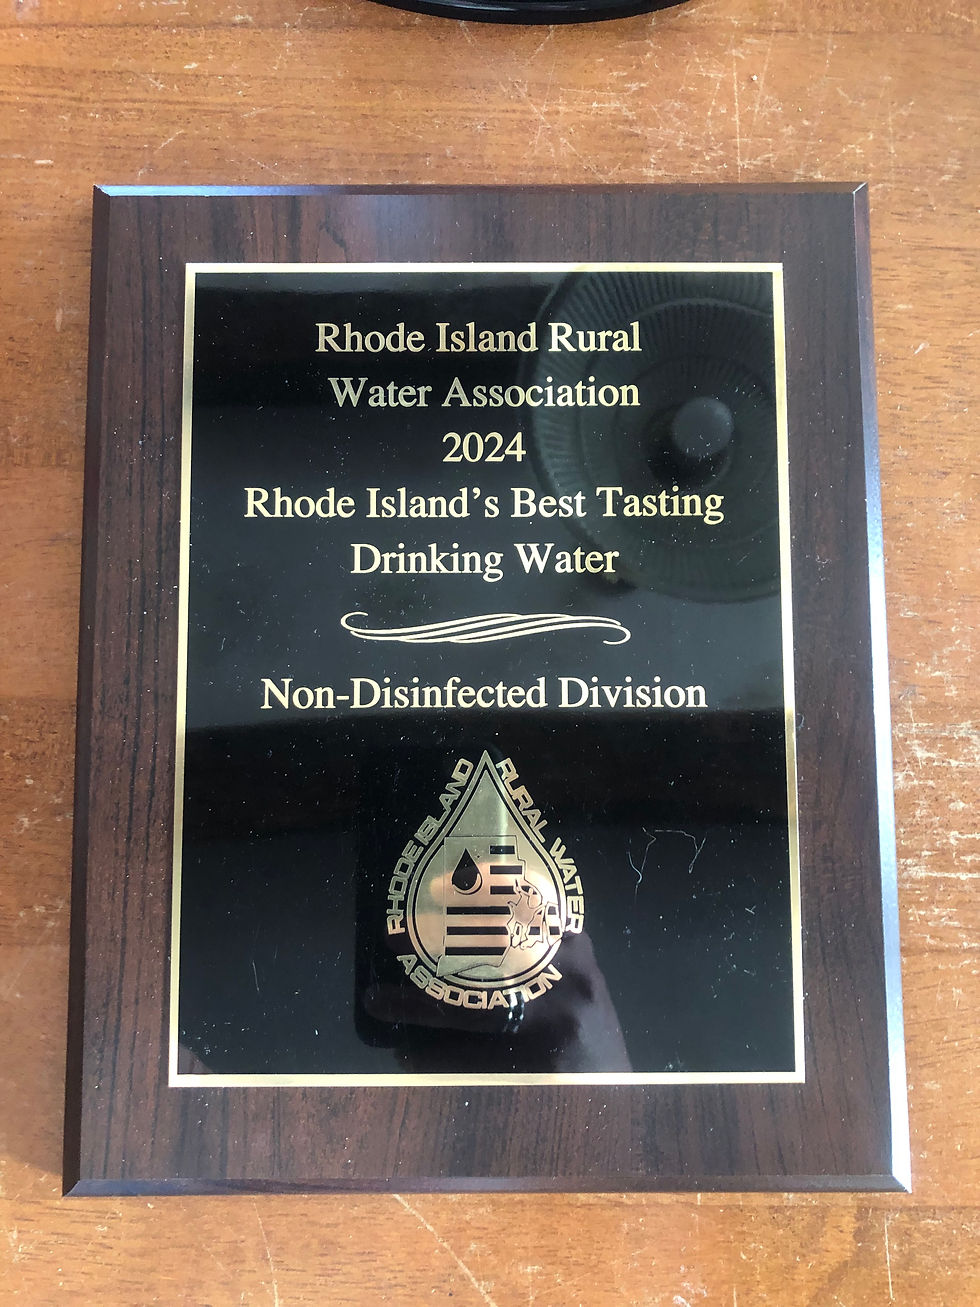 Rhode Island Rural
Water Association
2024
Rhode Island’s Best Tasting
Drinking Water
Non-Disinfected Division
RHODE ISLAND RURAL WATER
ASSOCIATION